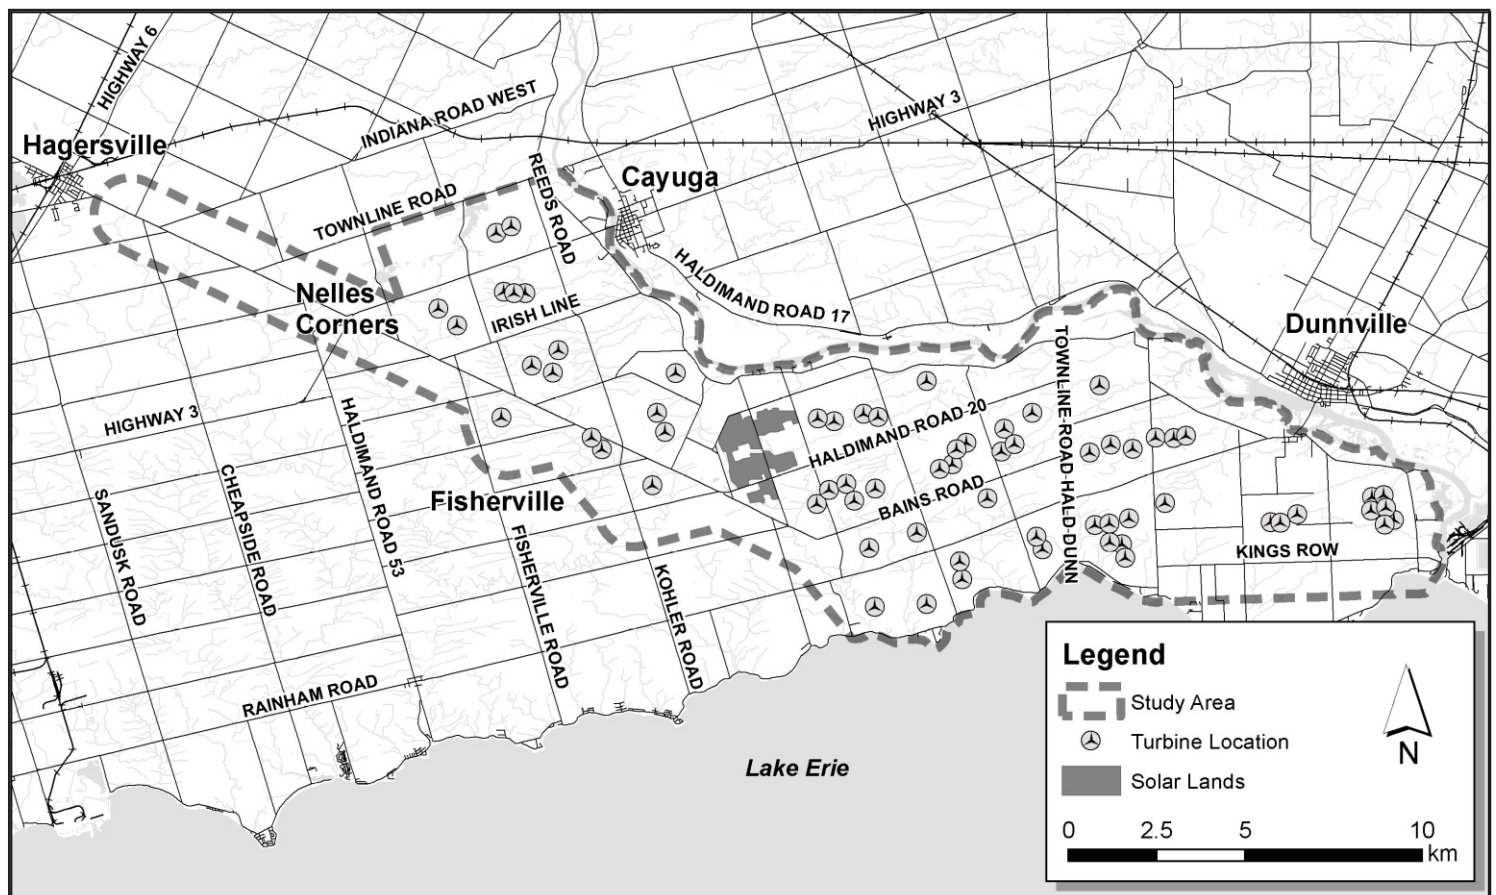 HIGHWAY 6
INDIANA ROAD WEST
HIGHWAY 3
Hagersville
REEDS ROAD
Cayuga
TOWNLINE ROAD
HALDIMAND ROAD 17
Nelles
Corners
IRISH LINE
Dunnville
TOWNLINE ROAD HALD DUNN
HIGHWAY 3
HALDIMAND ROAD 53
HALDIMAND ROAD 20
BAINS ROAD
Fisherville
SANDUSK ROAD
CHEAPSIDE ROAD
FISHERVILLE ROAD
KOHLER ROAD
KINGS ROW
RAINHAM ROAD
Lake Erie
Legend
Study Area
Turbine Location
Solar Lands
N
0 2.5 5 10
km